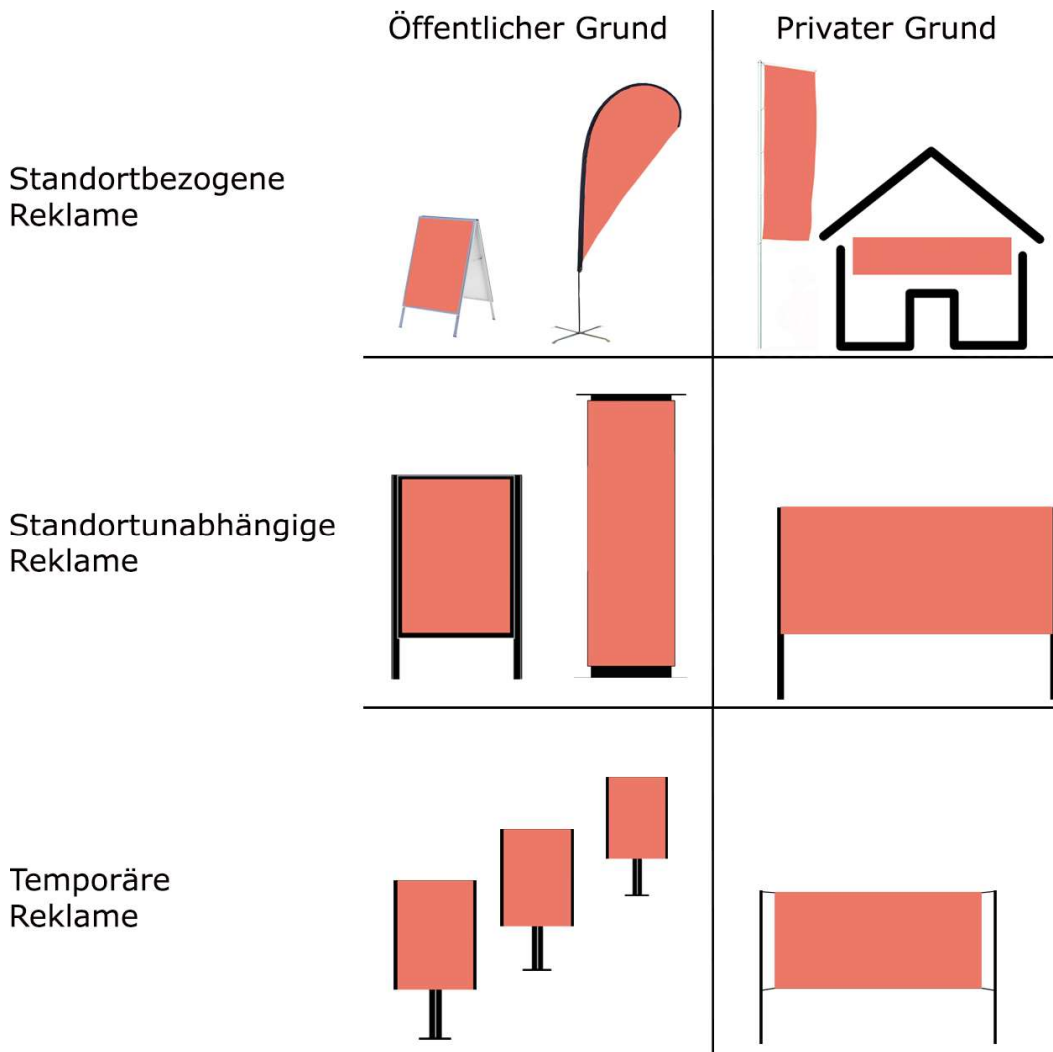 Öffentlicher Grund
Privater Grund
Standortbezogene
Reklame
Standortunabhängige
Reklame
Temporäre
Reklame